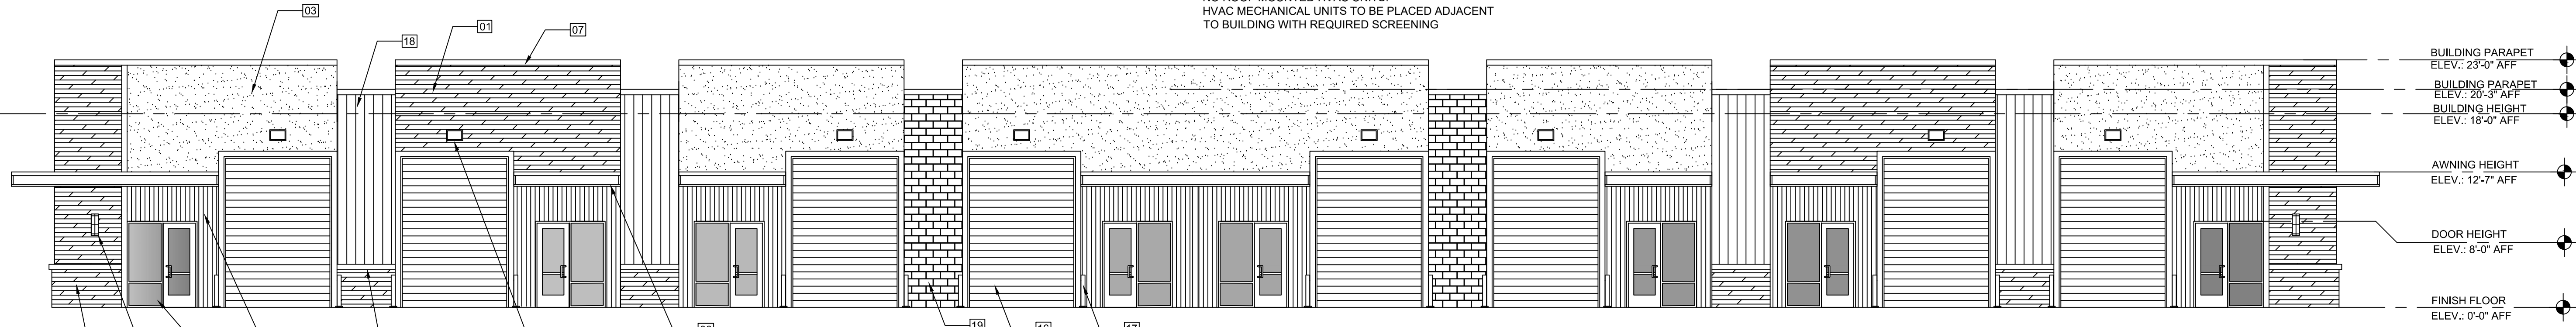 HVAC MECHANICAL UNITS TO BE PLACED ADJACENT
TO BUILDING WITH REQUIRED SCREENING
03
18
01
07
BUILDING PARAPET
ELEV.: 23'-0" AFF
BUILDING PARAPET
ELEV.: 20'-3" AFF
BUILDING HEIGHT
ELEV.: 18'-0" AFF
AWNING HEIGHT
ELEV.: 12'-7" AFF
DOOR HEIGHT
ELEV.: 8'-0" AFF
FINISH FLOOR
ELEV.: 0'-0" AFF
19
16
17